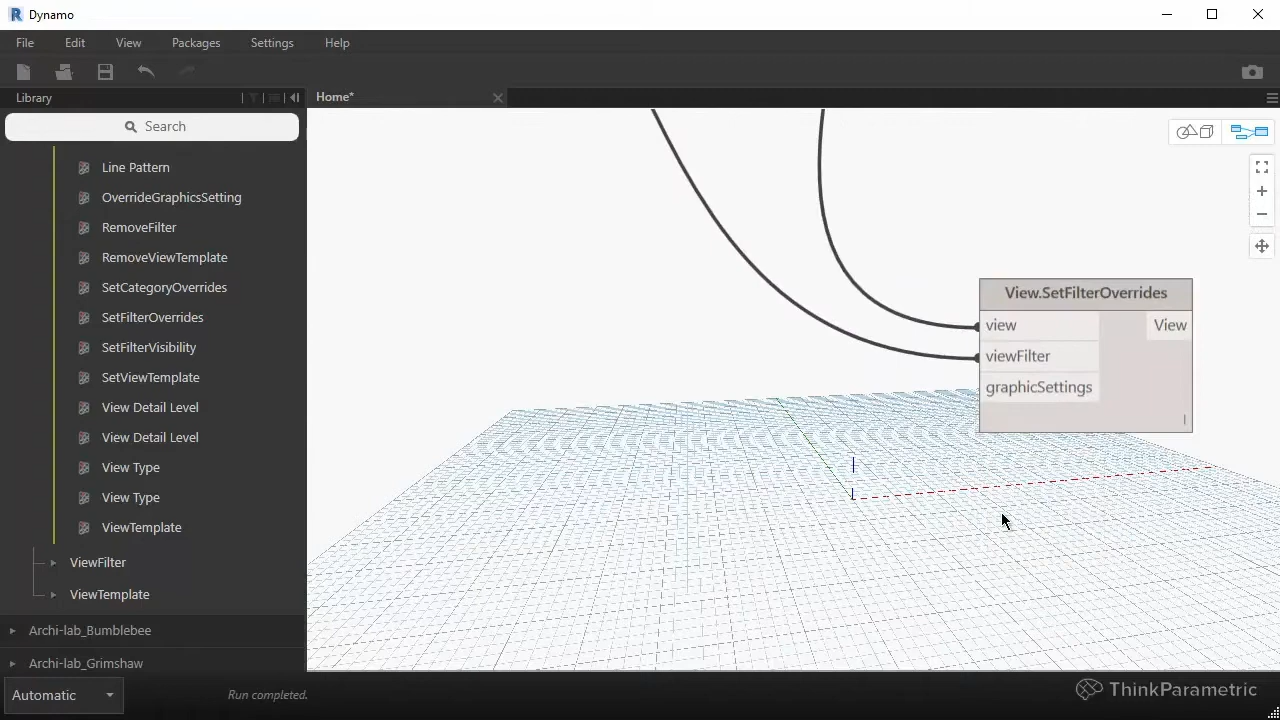 Dynamo
File Edit View Packages Settings Help
Library
Home*
Search
Line Pattern
OverrideGraphicsSetting
RemoveFilter
RemoveViewTemplate
SetCategoryOverrides
SetFilterOverrides
SetFilterVisibility
SetViewTemplate
View Detail Level
View Detail Level
View Type
View Type
ViewTemplate
ViewFilter
ViewTemplate
Archi-lab_Bumblebee
Archi-lab_Grimshaw
View.SetFilterOverrides
view View
viewFilter
graphicSettings
Automatic
Run completed.
ThinkParametric